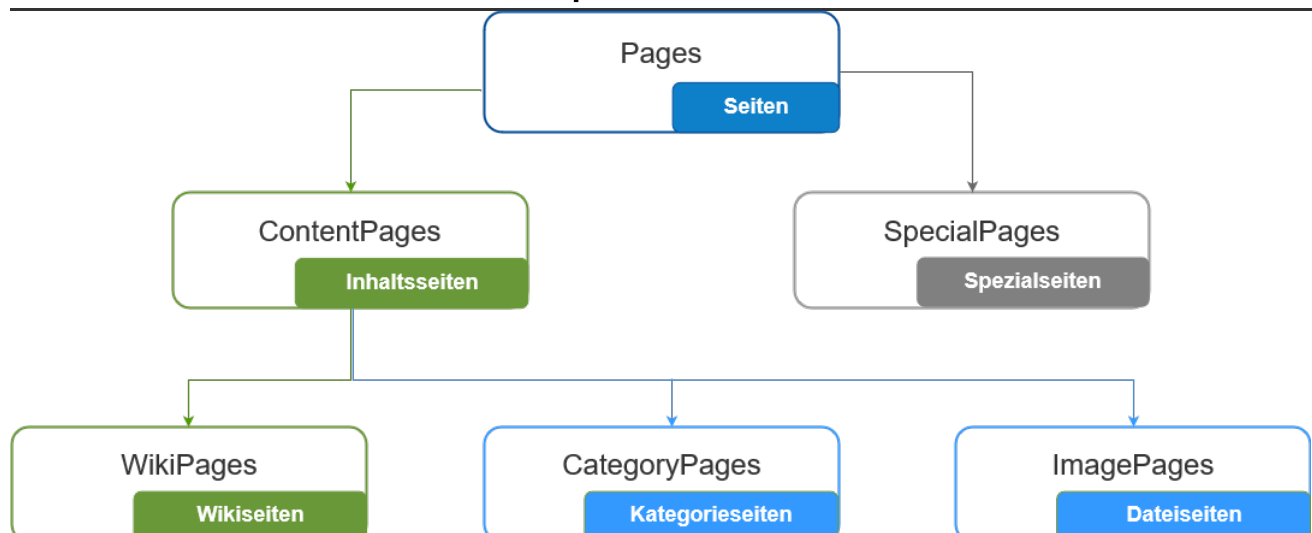 Pages
Seiten
ContentPages
Inhaltsseiten
SpecialPages
Spezialseiten
WikiPages
Wikiseiten
CategoryPages
Kategorieseiten
ImagePages
Dateiseiten